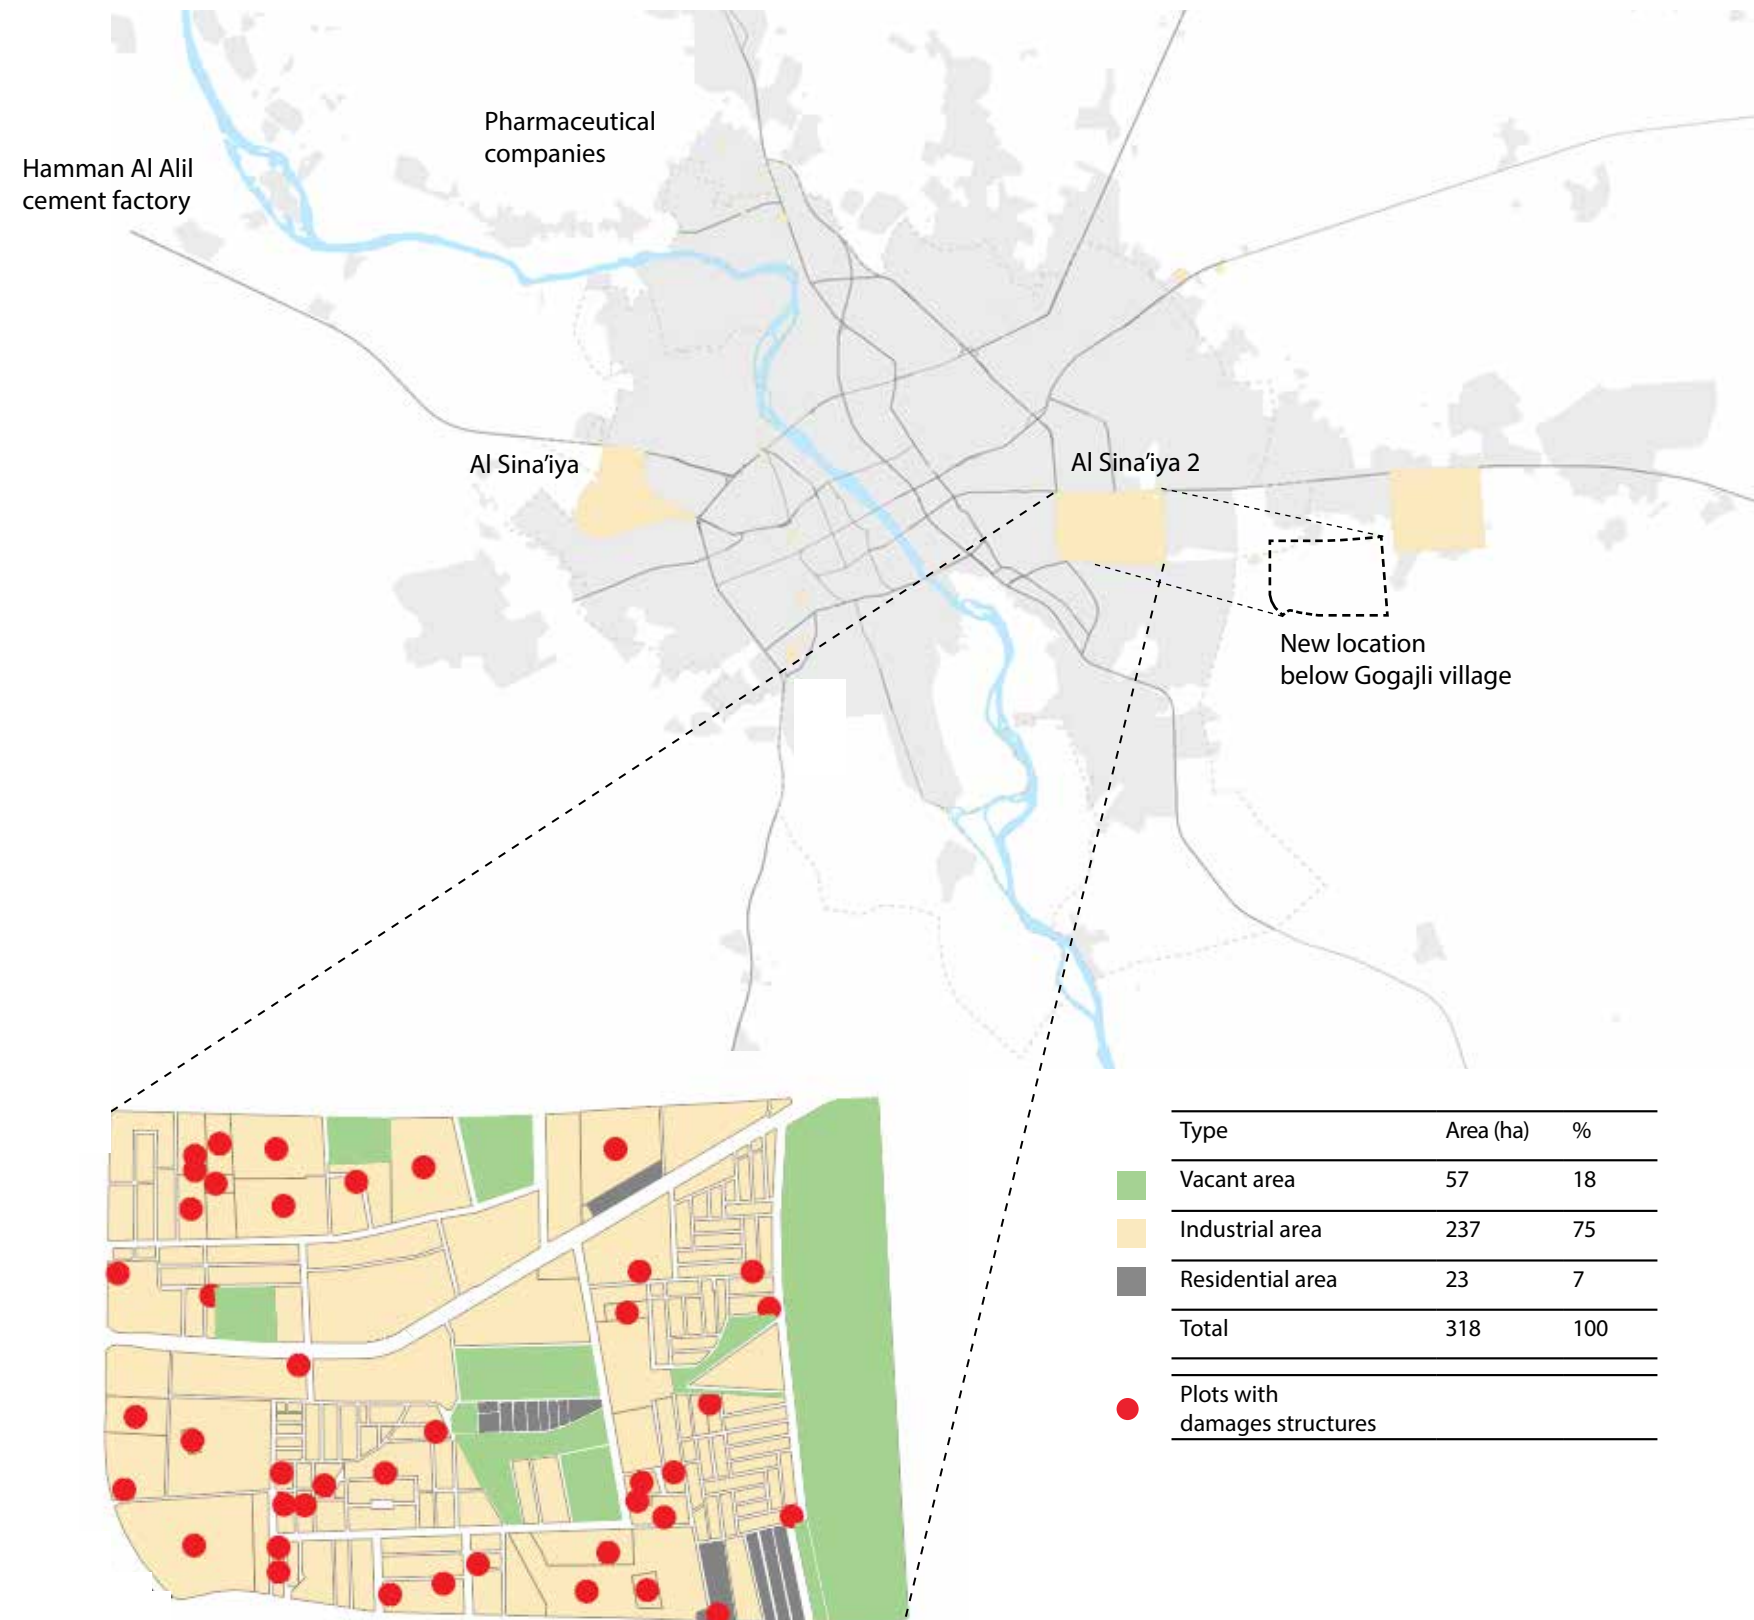 Pharmaceutical
companies
Hamman Al Alil
cement factory
Al Sina'iya
Al Sina'iya 2
New location
below Gogajli village
Type Area (ha) %
Vacant area 57 18
Industrial area 237 75
Residential area 23 7
Total 318 100
Plots with
damages structures